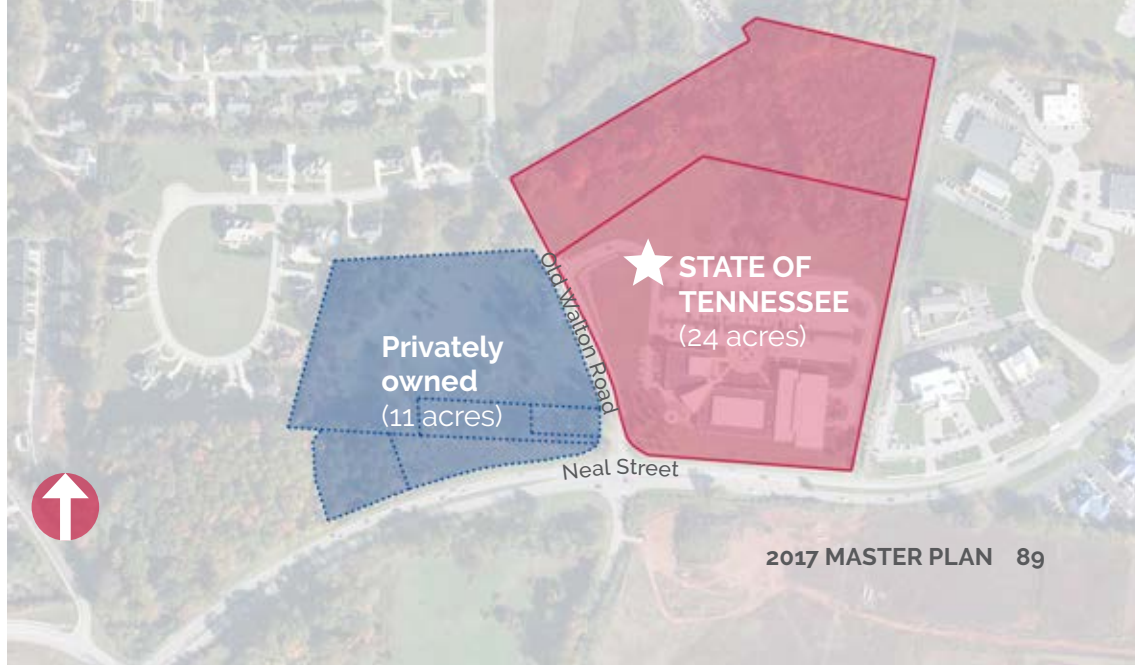 STATE OF
TENNESSEE
(24 acres)
Old Walton Road
Privately
owned
(11 acres)
Neal Street
2017 MASTER PLAN 89